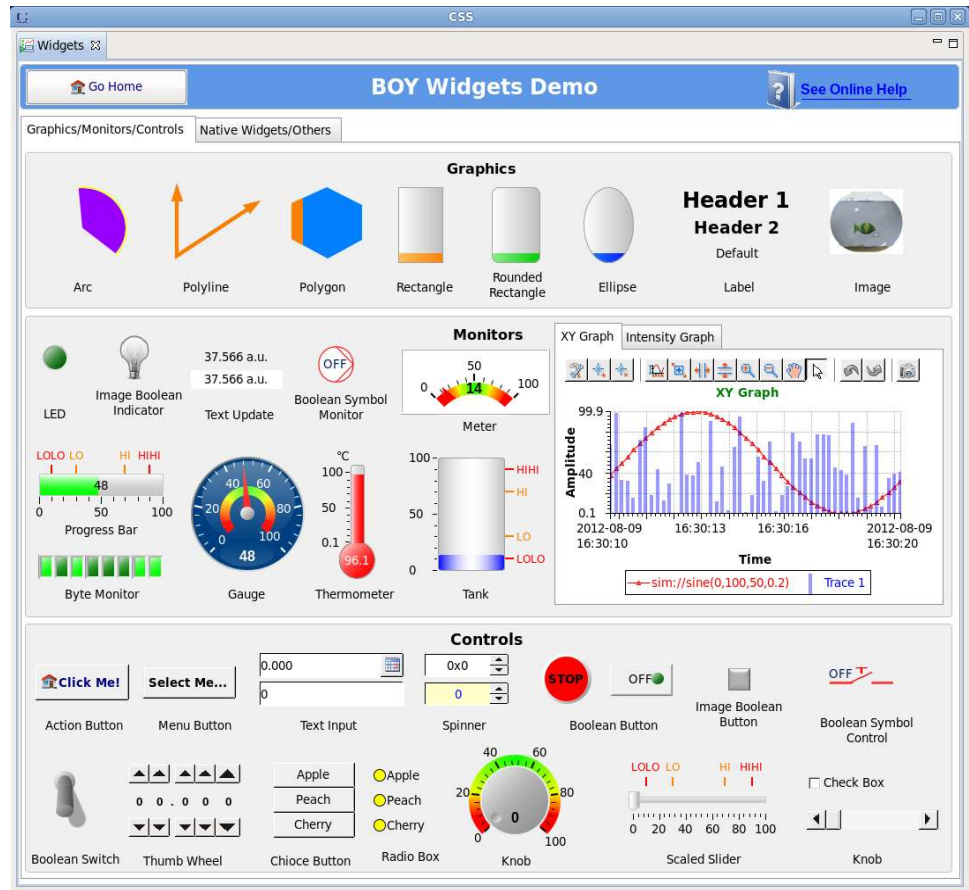 CSS
Widgets
Go Home
BOY Widgets Demo
?
See Online Help
Graphics/Monitors/Controls
Native Widgets/Others
Graphics
Header 1
Header 2
Default
Arc
Polyline
Polygon
Rectangle
Rounded
Rectangle
Ellipse
Label
Image
Monitors
LED
Image Boolean
Indicator
37.566 a.u.
37.566 a.u.
Text Update
OFF
Boolean Symbol
Monitor
0
50
100
14
Meter
LOLO LO HI HIHI
48
0 50 100
Progress Bar
Byte Monitor
0 20 40 60 80 100
48
Gauge
°C
100
50
0.1
96.1
Thermometer
100
50
0
HIHI
HI
LO
LOLO
Tank
XY Graph
Intensity Graph
XY Graph
Amplitude
99.9
40
0.1
2012-08-09
16:30:10
16:30:13
16:30:16
2012-08-09
16:30:20
Time
sim://sine(0,100,50,0.2)
Trace 1
Controls
Click Me!
Action Button
Select Me...
Menu Button
0.000
0
Text Input
0x0
0
Spinner
STOP
OFF
Boolean Button
Image Boolean
Button
OFF
Boolean Symbol
Control
Boolean Switch
0 0 . 0 0 0
Thumb Wheel
Apple
Peach
Cherry
Chioce Button
Apple
Peach
Cherry
Radio Box
0 20 40 60 80 100
0
Knob
LOLO LO HI HIHI
0 20 40 60 80 100
Scaled Slider
Check Box
Knob